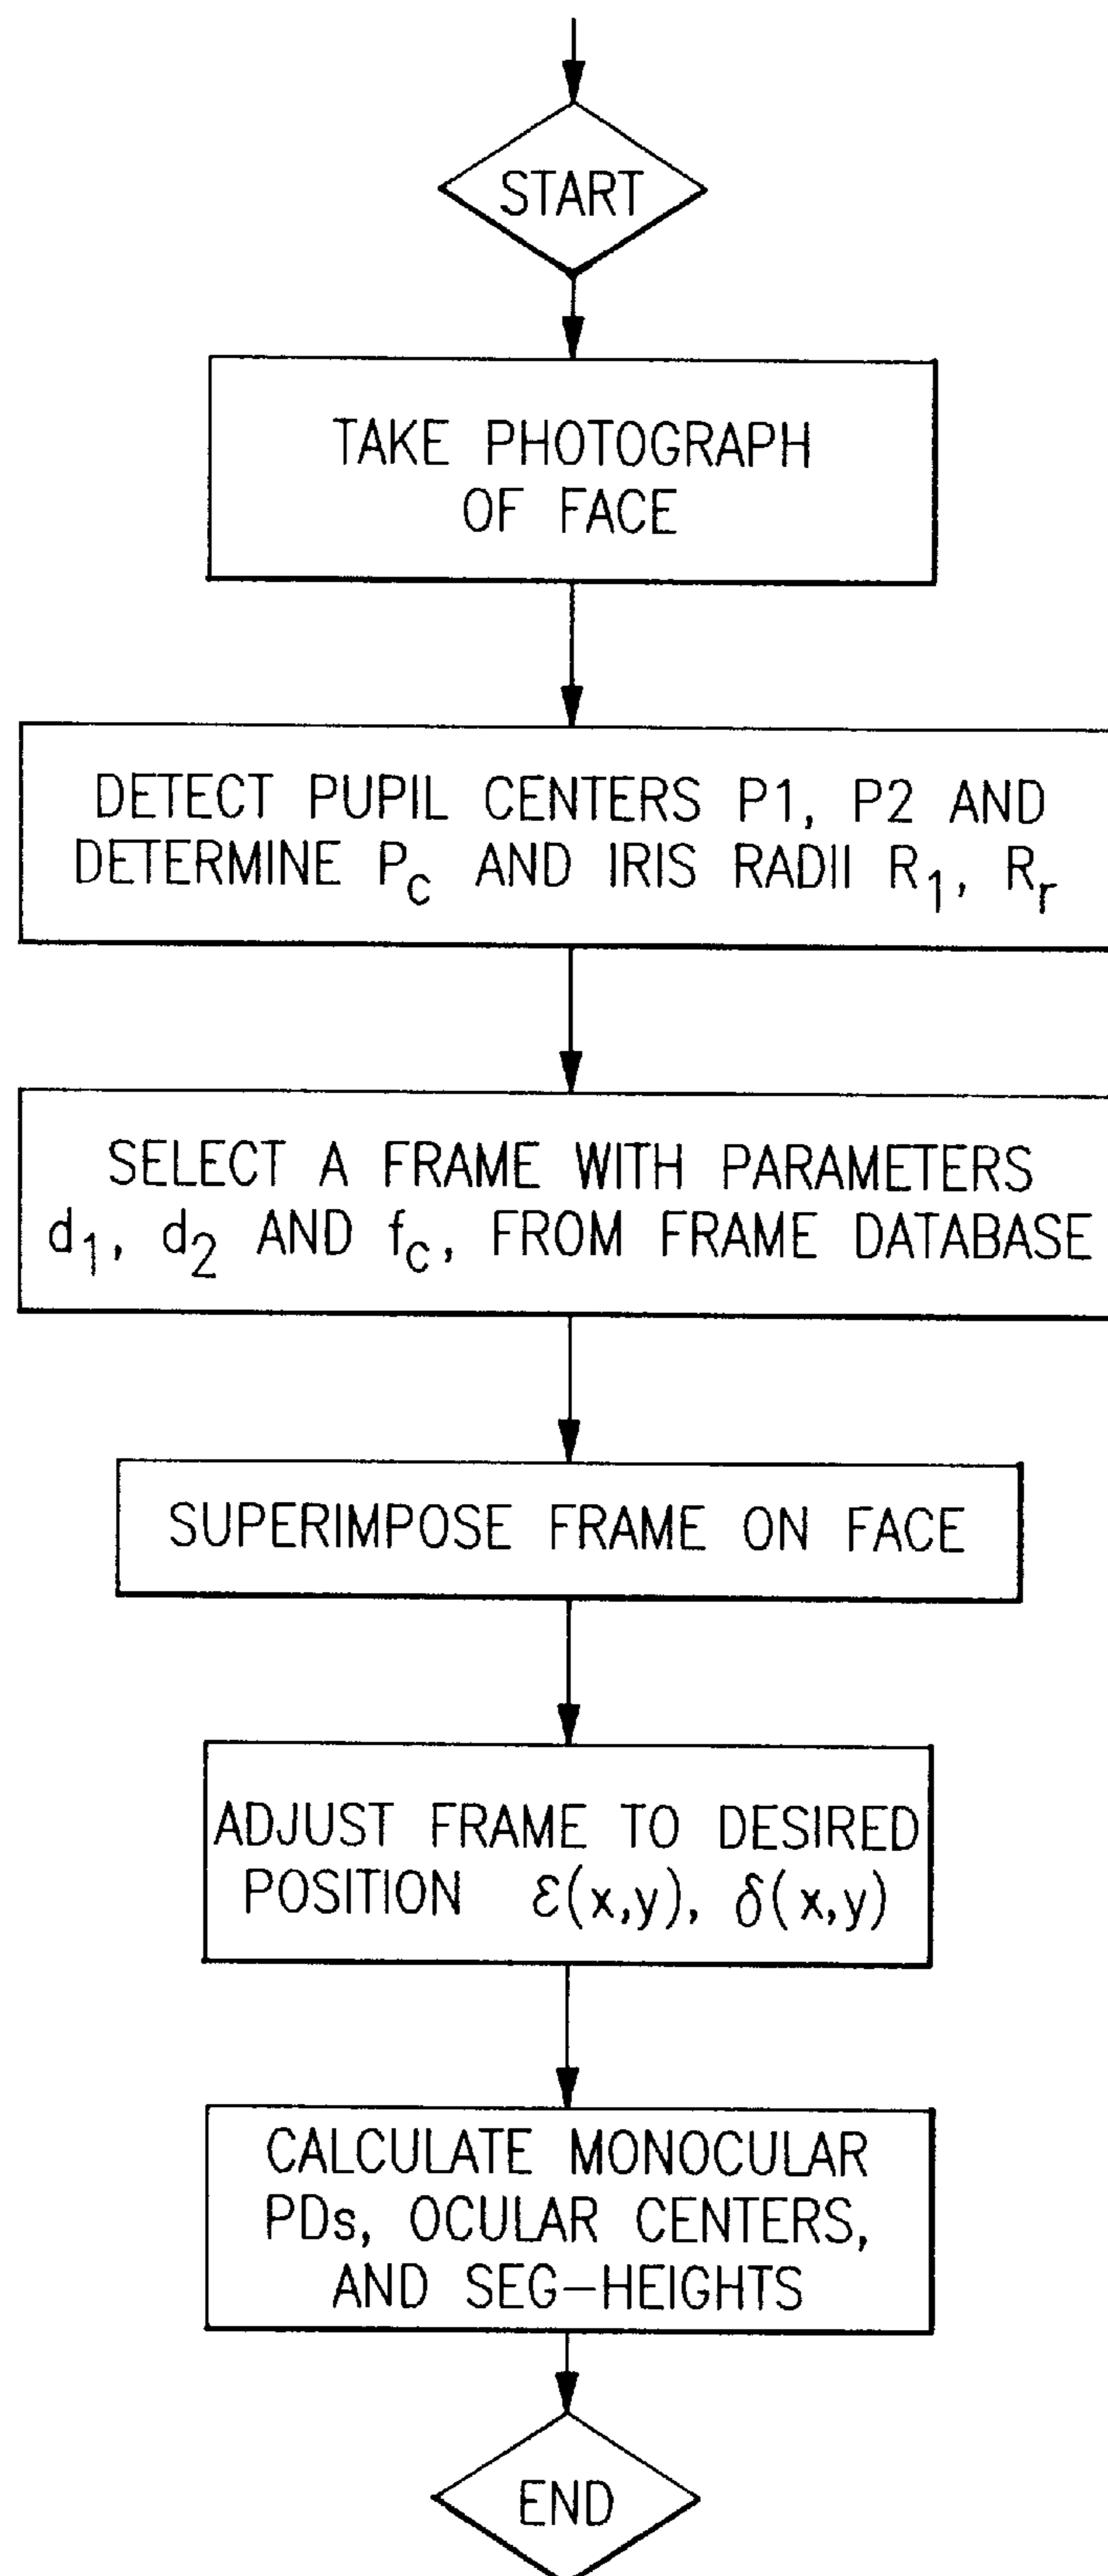 START
TAKE PHOTOGRAPH
OF FACE
DETECT PUPIL CENTERS P1, P2 AND
DETERMINE Pc AND IRIS RADII R1, Rr
SELECT A FRAME WITH PARAMETERS
d1, d2 AND fc, FROM FRAME DATABASE
SUPERIMPOSE FRAME ON FACE
ADJUST FRAME TO DESIRED
POSITION ε(x,y), δ(x,y)
CALCULATE MONOCULAR
PDs, OCULAR CENTERS,
AND SEG-HEIGHTS
END